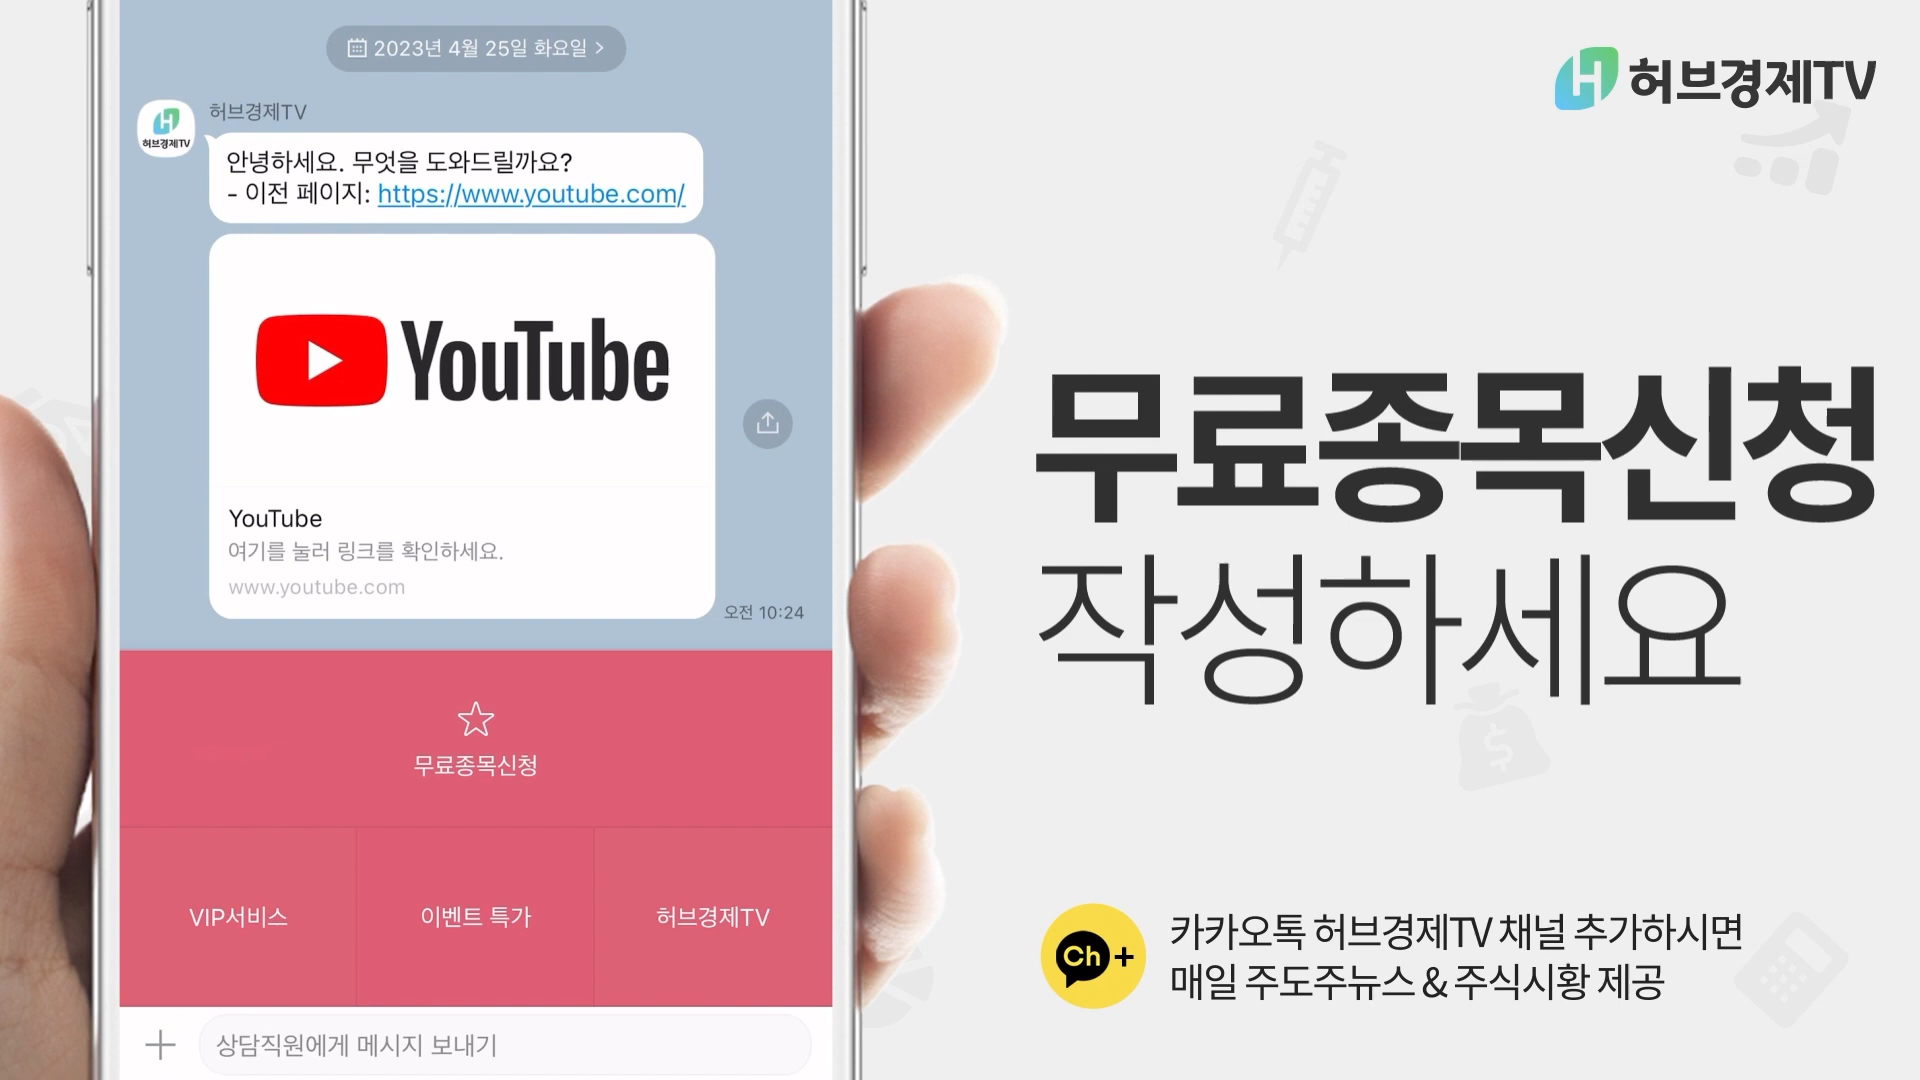 2023년 4월 25일 화요일 >
허브경제TV
허브경제TV
안녕하세요. 무엇을 도와드릴까요?
- 이전 페이지: https://www.youtube.com/
YouTube
YouTube
여기를 눌러 링크를 확인하세요.
www.youtube.com
오전 10:24
무료종목신청
VIP서비스
이벤트 특가
허브경제TV
상담직원에게 메시지 보내기
허브경제TV
무료종목신청
작성하세요
Ch+
카카오톡 허브경제TV 채널 추가하시면
매일 주도주뉴스 & 주식시황 제공